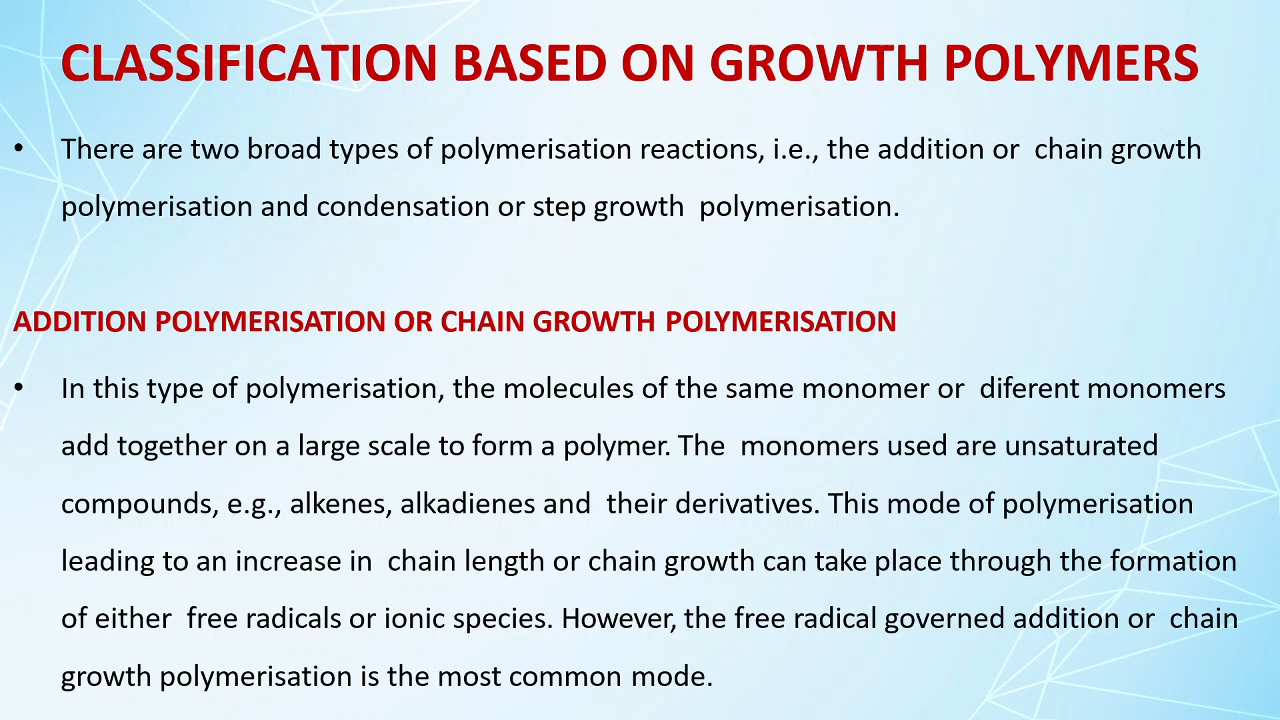 CLASSIFICATION BASED ON GROWTH POLYMERS
• There are two broad types of polymerisation reactions, i.e., the addition or chain growth
polymerisation and condensation or step growth polymerisation.
ADDITION POLYMERISATION OR CHAIN GROWTH POLYMERISATION
• In this type of polymerisation, the molecules of the same monomer or diferent monomers
add together on a large scale to form a polymer. The monomers used are unsaturated
compounds, e.g., alkenes, alkadienes and their derivatives. This mode of polymerisation
leading to an increase in chain length or chain growth can take place through the formation
of either free radicals or ionic species. However, the free radical governed addition or chain
growth polymerisation is the most common mode.